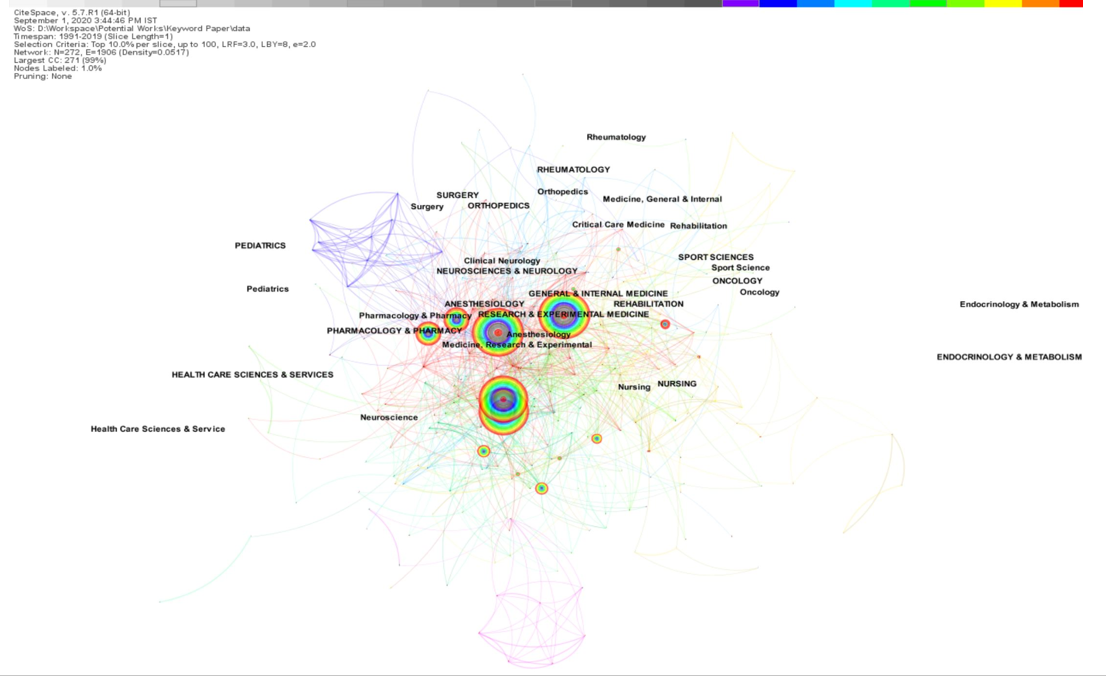 CiteSpace, v. 5.7.R1 (64-bit)
September 1, 2020 3:44:46 PM IST
WoS: D:\Workspace\Potential Works\Keyword Paper\data
Timespan: 1991-2019 (Slice Length=1)
Selection Criteria: Top 10.0% per slice, up to 100, LRF=3.0, LBY=8, e=2.0
Network: N=272, E=1906 (Density=0.0517)
Largest CC: 271 (99%)
Nodes Labeled: 1.0%
Pruning: None
Rheumatology
RHEUMATOLOGY
Orthopedics
SURGERY
Medicine, General & Internal
Surgery
ORTHOPEDICS
Critical Care Medicine
Rehabilitation
PEDIATRICS
SPORT SCIENCES
Clinical Neurology
Sport Science
NEUROSCIENCES & NEUROLOGY
ONCOLOGY
Pediatrics
Oncology
GENERAL & INTERNAL MEDICINE
ANESTHESIOLOGY
REHABILITATION
Endocrinology & Metabolism
Pharmacology & Pharmacy
RESEARCH & EXPERIMENTAL MEDICINE
PHARMACOLOGY & PHARMACY
Anesthesiology
Medicine, Research & Experimental
ENDOCRINOLOGY & METABOLISM
HEALTH CARE SCIENCES & SERVICES
Nursing
NURSING
Neuroscience
Health Care Sciences & Service